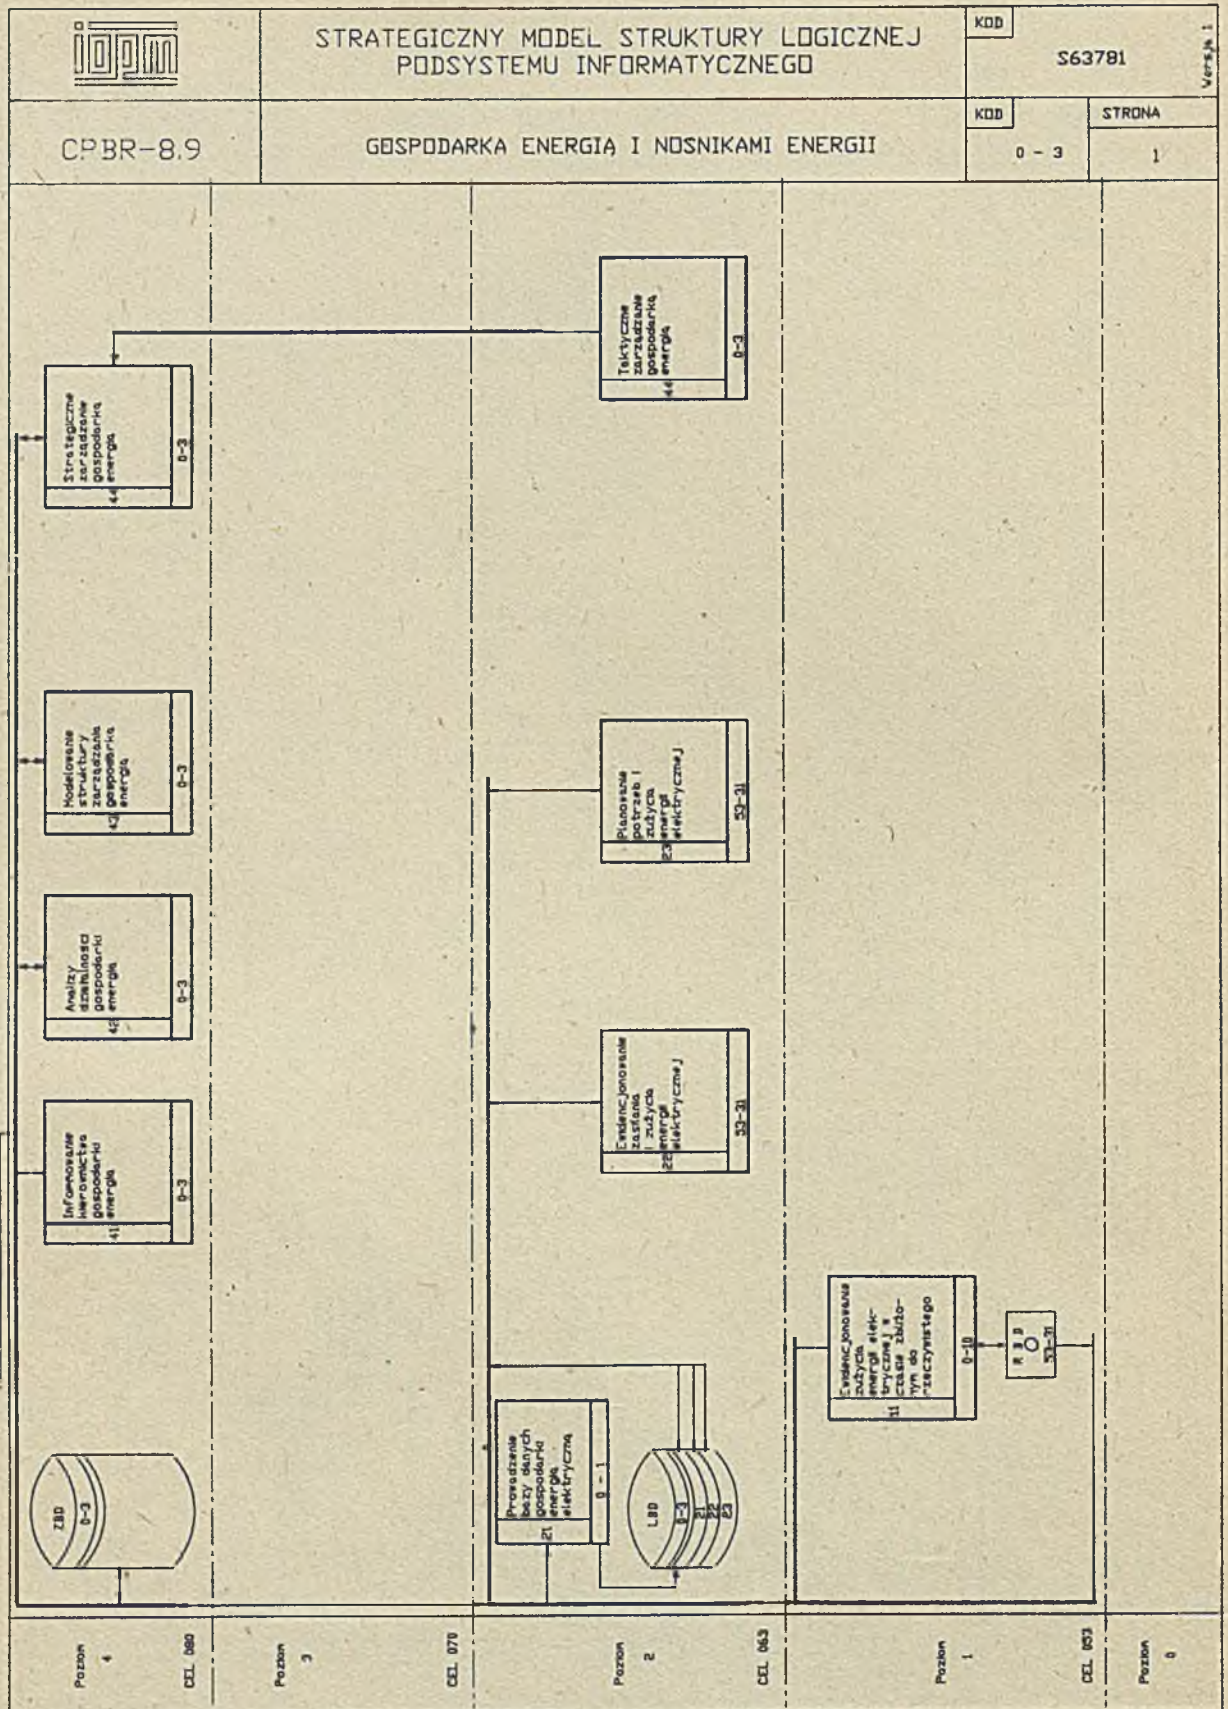 iopm
STRATEGICZNY MODEL STRUKTURY LOGICZNEJ
PODSYSTEMU INFORMATYCZNEGO
KOD
S63781
Wersja 1
CPBR-8.9
GOSPODARKA ENERGIĄ I NOSNIKAMI ENERGII
KOD
0 - 3
STRONA
1
Poziom
4
CEL 080
ZBD
0-3
Informowanie
kierownictwa
gospodarki
energią
41
0-3
Analizy
działalności
gospodarki
energią
42
0-3
Modelowanie
struktury
zarządzania
gospodarką
energią
43
0-3
Strategiczne
zarządzanie
gospodarką
energią
44
0-3
Poziom
3
CEL 070
Poziom
2
CEL 063
Prowadzenie
bazy danych
gospodarki
energią
elektryczną
21
0 - 1
LBD
0-3
21
22
23
Ewidencjonowanie
zasilania
i zużycia
energii
elektrycznej
22
53-31
Planowanie
potrzeb i
zużycia
energii
elektrycznej
23
53-31
Taktyczne
zarządzanie
gospodarką
energią
44
0-3
Poziom
1
CEL 053
Ewidencjonowanie
zużycia
energii elek-
trycznej w
czasie zbliżo-
nym do
rzeczywistego
11
0-10
R B D
53-31
Poziom
0